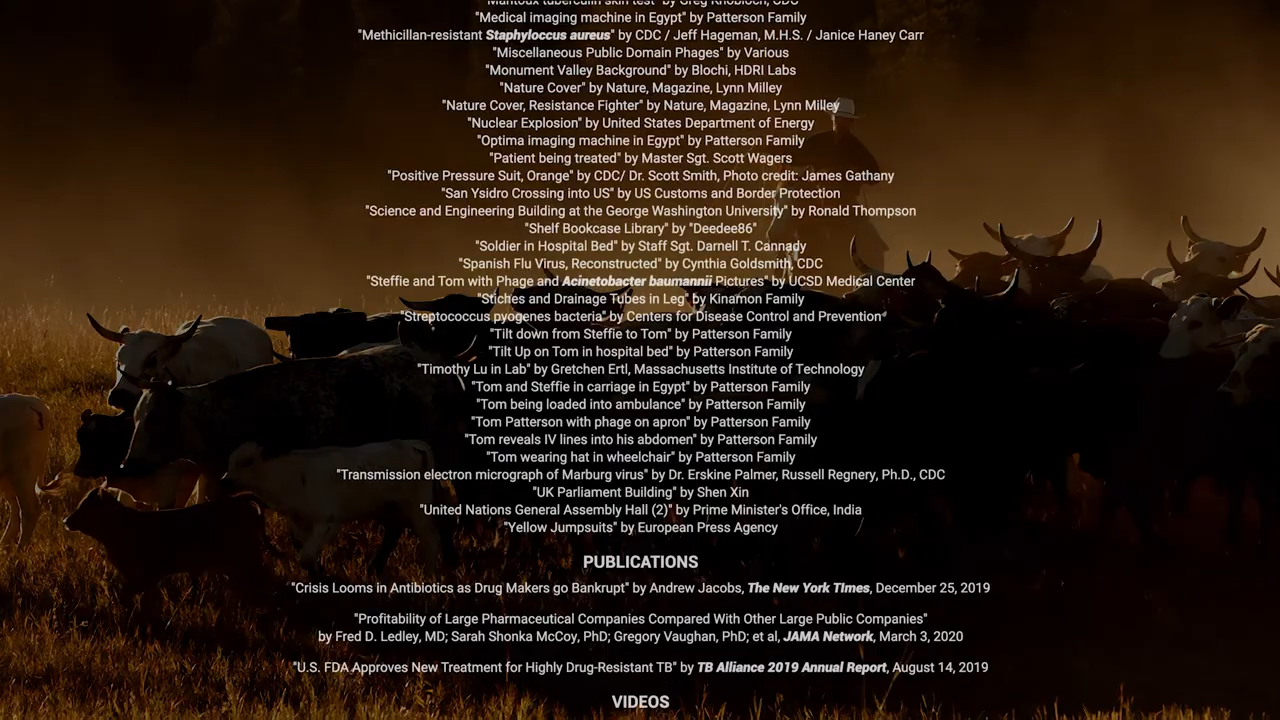 "Mantoux tuberculin skin test" by Greg Knobloch, CDC
"Medical imaging machine in Egypt" by Patterson Family
"Methicillan-resistant Staphyloccus aureus" by CDC / Jeff Hageman, M.H.S. / Janice Haney Carr
"Miscellaneous Public Domain Phages" by Various
"Monument Valley Background" by Blochi, HDRI Labs
"Nature Cover" by Nature, Magazine, Lynn Milley
"Nature Cover, Resistance Fighter" by Nature, Magazine, Lynn Milley
"Nuclear Explosion" by United States Department of Energy
"Optima imaging machine in Egypt" by Patterson Family
"Patient being treated" by Master Sgt. Scott Wagers
"Positive Pressure Suit, Orange" by CDC/ Dr. Scott Smith, Photo credit: James Gathany
"San Ysidro Crossing into US" by US Customs and Border Protection
"Science and Engineering Building at the George Washington University" by Ronald Thompson
"Shelf Bookcase Library" by "Deedee86"
"Soldier in Hospital Bed" by Staff Sgt. Darnell T. Cannady
"Spanish Flu Virus, Reconstructed" by Cynthia Goldsmith, CDC
"Steffie and Tom with Phage and Acinetobacter baumannii Pictures" by UCSD Medical Center
"Stiches and Drainage Tubes in Leg" by Kinamon Family
"Streptococcus pyogenes bacteria" by Centers for Disease Control and Prevention"
"Tilt down from Steffie to Tom" by Patterson Family
"Tilt Up on Tom in hospital bed" by Patterson Family
"Timothy Lu in Lab" by Gretchen Ertl, Massachusetts Institute of Technology
"Tom and Steffie in carriage in Egypt" by Patterson Family
"Tom being loaded into ambulance" by Patterson Family
"Tom Patterson with phage on apron" by Patterson Family
"Tom reveals IV lines into his abdomen" by Patterson Family
"Tom wearing hat in wheelchair" by Patterson Family
"Transmission electron micrograph of Marburg virus" by Dr. Erskine Palmer, Russell Regnery, Ph.D., CDC
"UK Parliament Building" by Shen Xin
"United Nations General Assembly Hall (2)" by Prime Minister's Office, India
"Yellow Jumpsuits" by European Press Agency
PUBLICATIONS
"Crisis Looms in Antibiotics as Drug Makers go Bankrupt" by Andrew Jacobs, The New York TImes, December 25, 2019
"Profitability of Large Pharmaceutical Companies Compared With Other Large Public Companies"
by Fred D. Ledley, MD; Sarah Shonka McCoy, PhD; Gregory Vaughan, PhD; et al, JAMA Network, March 3, 2020
"U.S. FDA Approves New Treatment for Highly Drug-Resistant TB" by TB Alliance 2019 Annual Report, August 14, 2019
VIDEOS